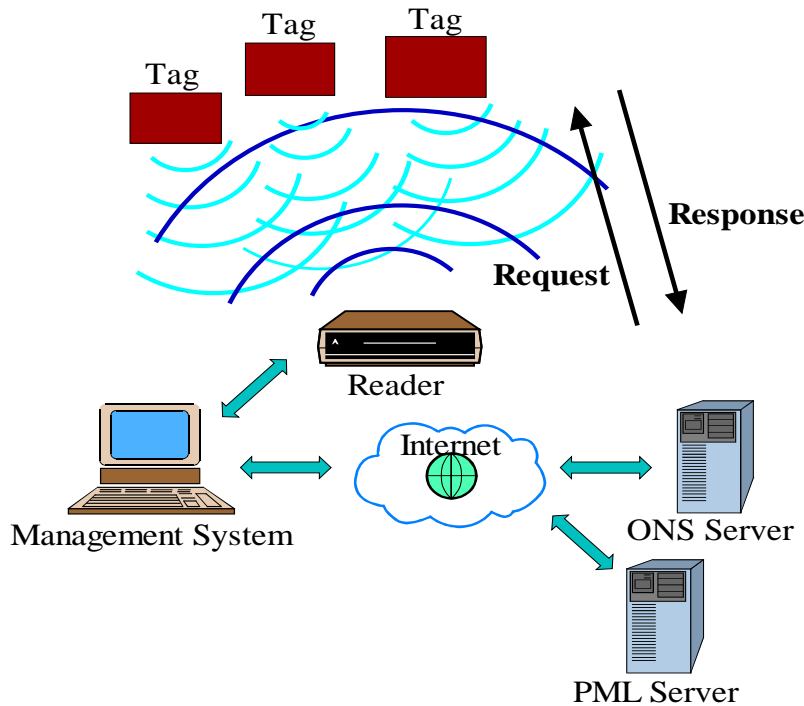 Tag
Tag
Tag
Response
Request
Reader
Internet
Management System
ONS Server
PML Server